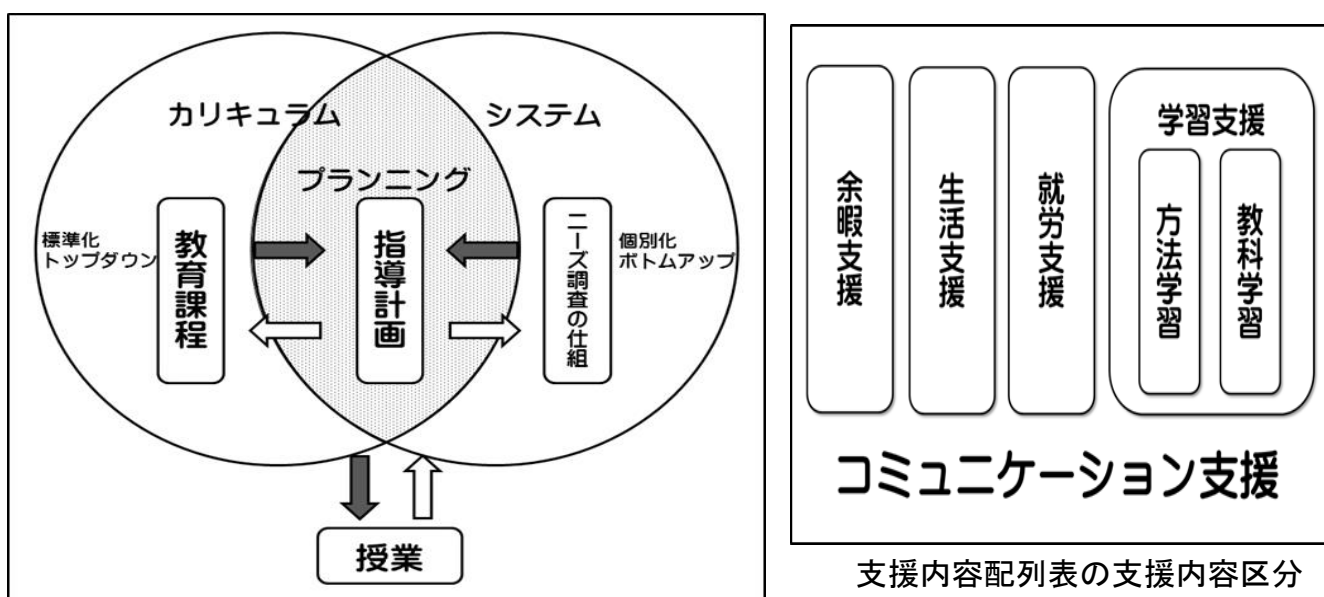 カリキュラム
システム
プランニング
標準化
トップダウン
教育課程
指導計画
ニーズ調査の仕組
個別化
ボトムアップ
授業
余暇支援
生活支援
就労支援
学習支援
方法学習
教科学習
コミュニケーション支援
支援内容配列表の支援内容区分